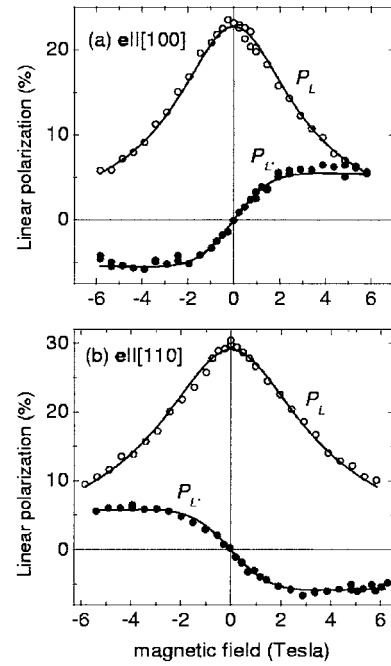 (a) e||[100]
P_L
P_L'
Linear polarization (%)
20
10
0
-6 -4 -2 0 2 4 6
(b) e||[110]
P_L
P_L'
Linear polarization (%)
30
20
10
0
-6 -4 -2 0 2 4 6
magnetic field (Tesla)